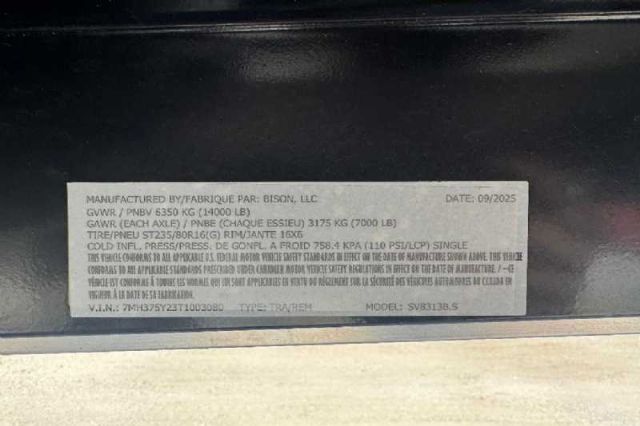 MANUFACTURED BY/FABRIQUE PAR: BISON, LLC DATE: 09/2025
GVWR / PNBV 6350 KG (14000 LB)
GAWR (EACH AXLE) / PNBE (CHAQUE ESSIEU) 3175 KG (7000 LB)
TIRE/PNEU ST235/80R16(G) RIM/JANTE 16X6
COLD INFL. PRESS/PRESS. DE GONFL. A FROID 758.4 KPA (110 PSI/LCP) SINGLE
THIS VEHICLE CONFORMS TO ALL APPLICABLE U.S. FEDERAL MOTOR VEHICLE SAFETY STANDARDS IN EFFECT
ON THE DATE OF MANUFACTURE SHOWN ABOVE. THIS VEHICLE CONFORMS TO ALL
APPLICABLE STANDARDS PRESCRIBED UNDER CANADIAN MOTOR VEHICLE SAFETY
REGULATIONS IN EFFECT ON THE DATE OF MANUFACTURE / CE
VÉHICULE EST CONFORME À TOUTES LES NORMES QUI LUI SONT APPLICABLES EN
VERTU DU RÈGLEMENT SUR LA SÉCURITÉ DES VÉHICULES AUTOMOBILES DU CANADA EN
VIGUEUR À LA DATE DE SA FABRICATION
V.I.N.: TYPE: TRA/REM MODEL: